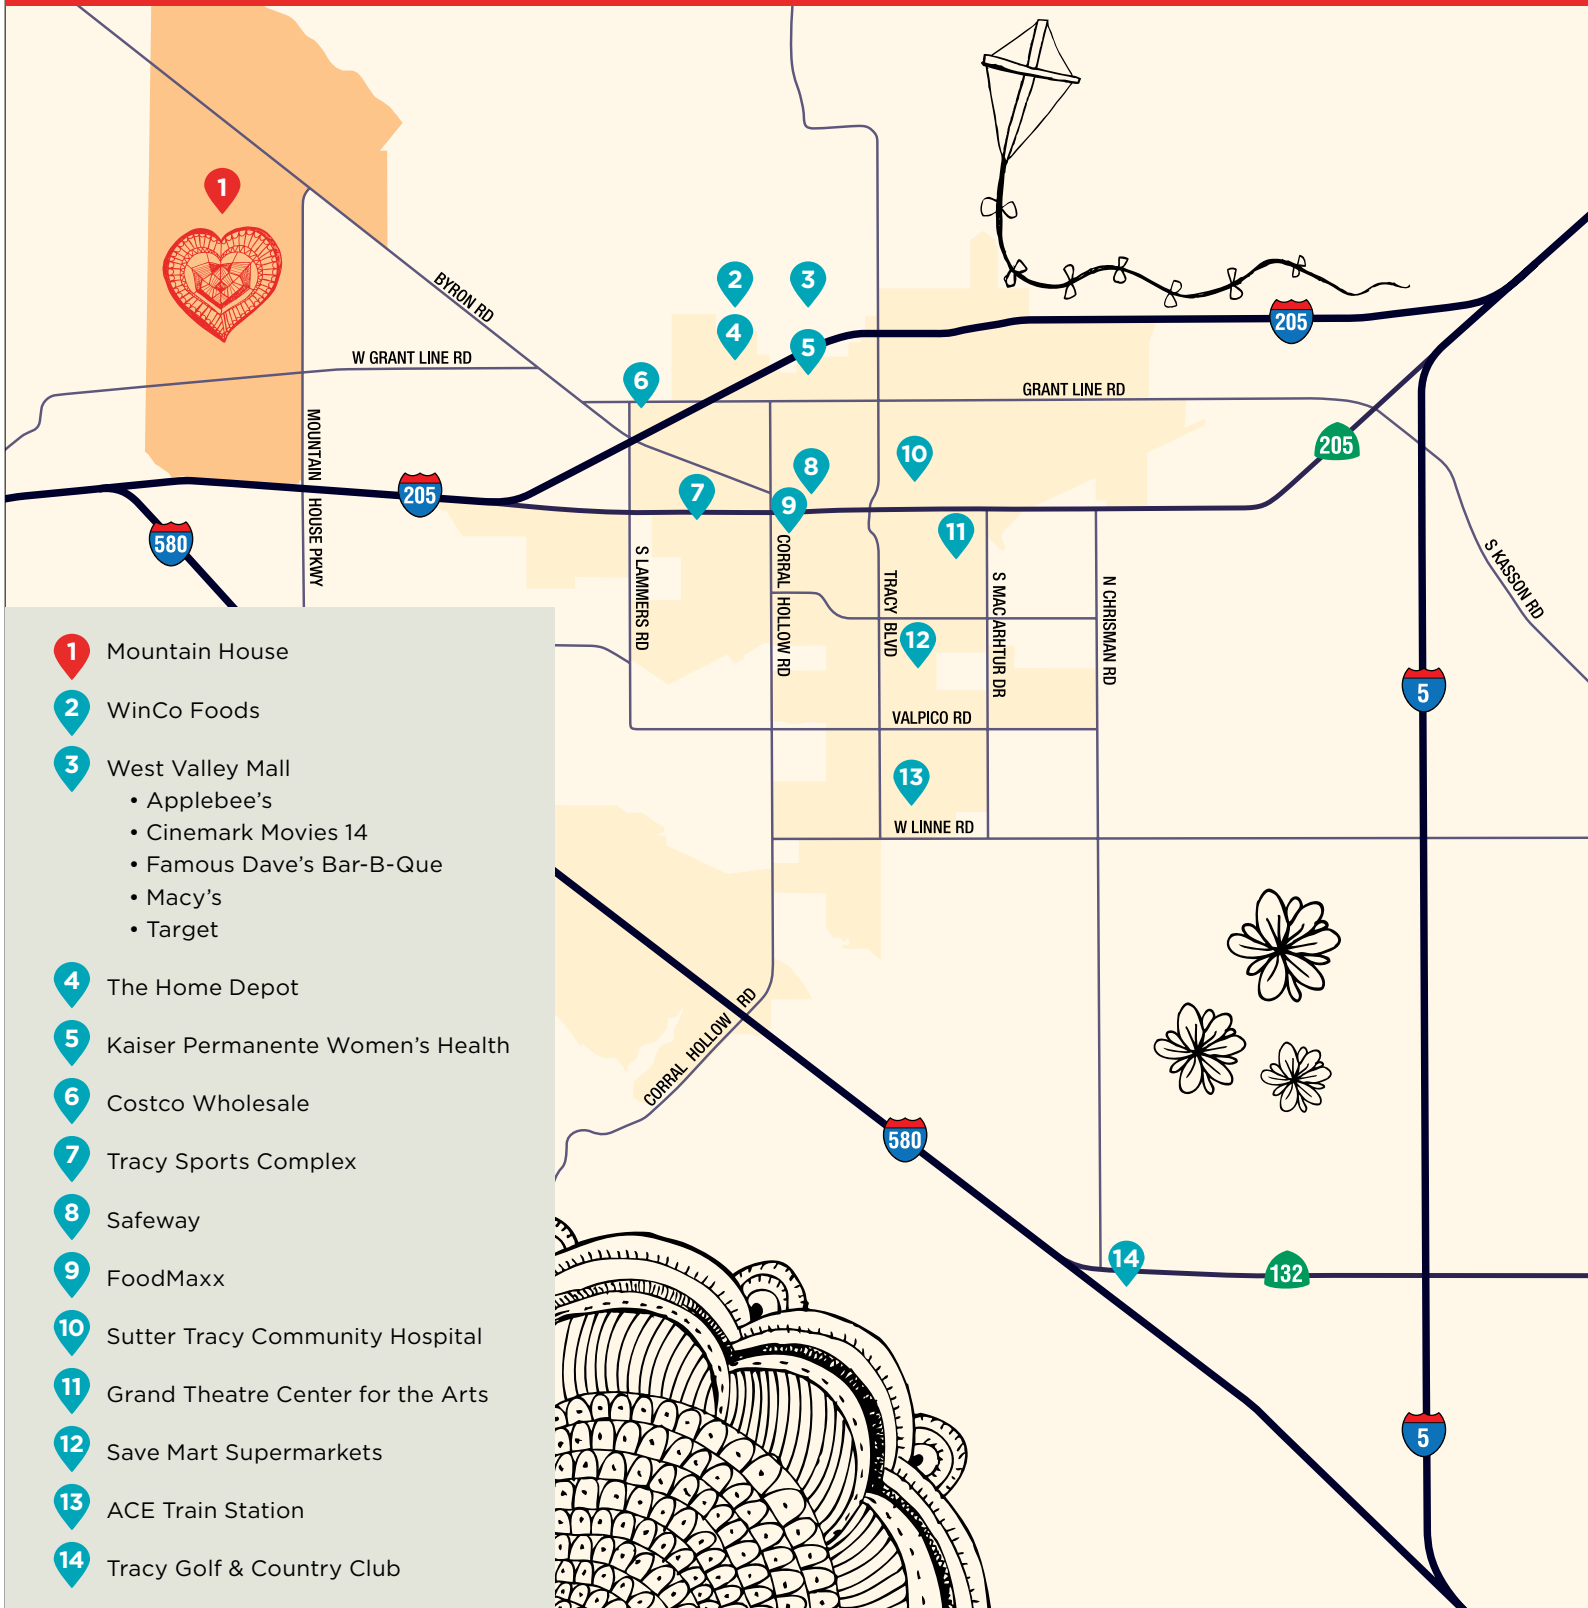 1
2
3
BYRON RD
4
205
5
W GRANT LINE RD
6
GRANT LINE RD
MOUNTAIN HOUSE PKWY
205
10
8
7
205
9
11
580
S KASSON RD
S LAMMERS RD
CORRAL HOLLOW RD
TRACY BLVD
S MAC ARHTUR DR
N CHRISMAN RD
12
5
VALPICO RD
13
W LINNE RD
CORRAL HOLLOW RD
580
14
132
5
1 Mountain House
2 WinCo Foods
3 West Valley Mall
• Applebee's
• Cinemark Movies 14
• Famous Dave's Bar-B-Que
• Macy's
• Target
4 The Home Depot
5 Kaiser Permanente Women's Health
6 Costco Wholesale
7 Tracy Sports Complex
8 Safeway
9 FoodMaxx
10 Sutter Tracy Community Hospital
11 Grand Theatre Center for the Arts
12 Save Mart Supermarkets
13 ACE Train Station
14 Tracy Golf & Country Club